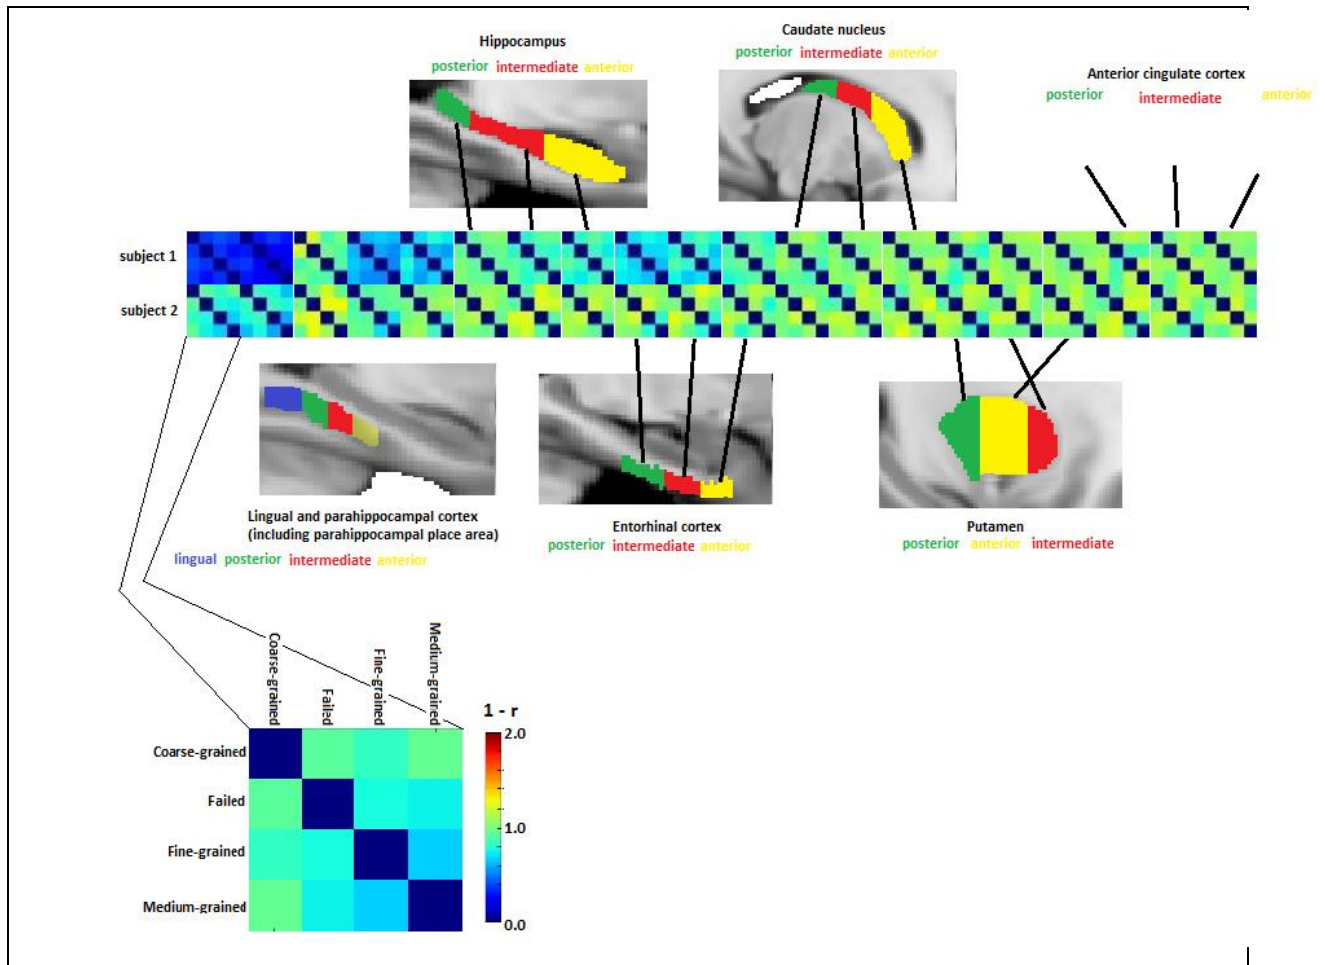 Hippocampus
posterior intermediate anterior
Caudate nucleus
posterior intermediate anterior
Anterior cingulate cortex
posterior intermediate anterior
subject 1
subject 2
Lingual and parahippocampal cortex
(including parahippocampal place area)
lingual posterior intermediate anterior
Entorhinal cortex
posterior intermediate anterior
Putamen
posterior anterior intermediate
Coarse-grained
Failed
Fine-grained
Medium-grained
1 - r
2.0
1.0
0.0
Coarse-grained
Failed
Fine-grained
Medium-grained